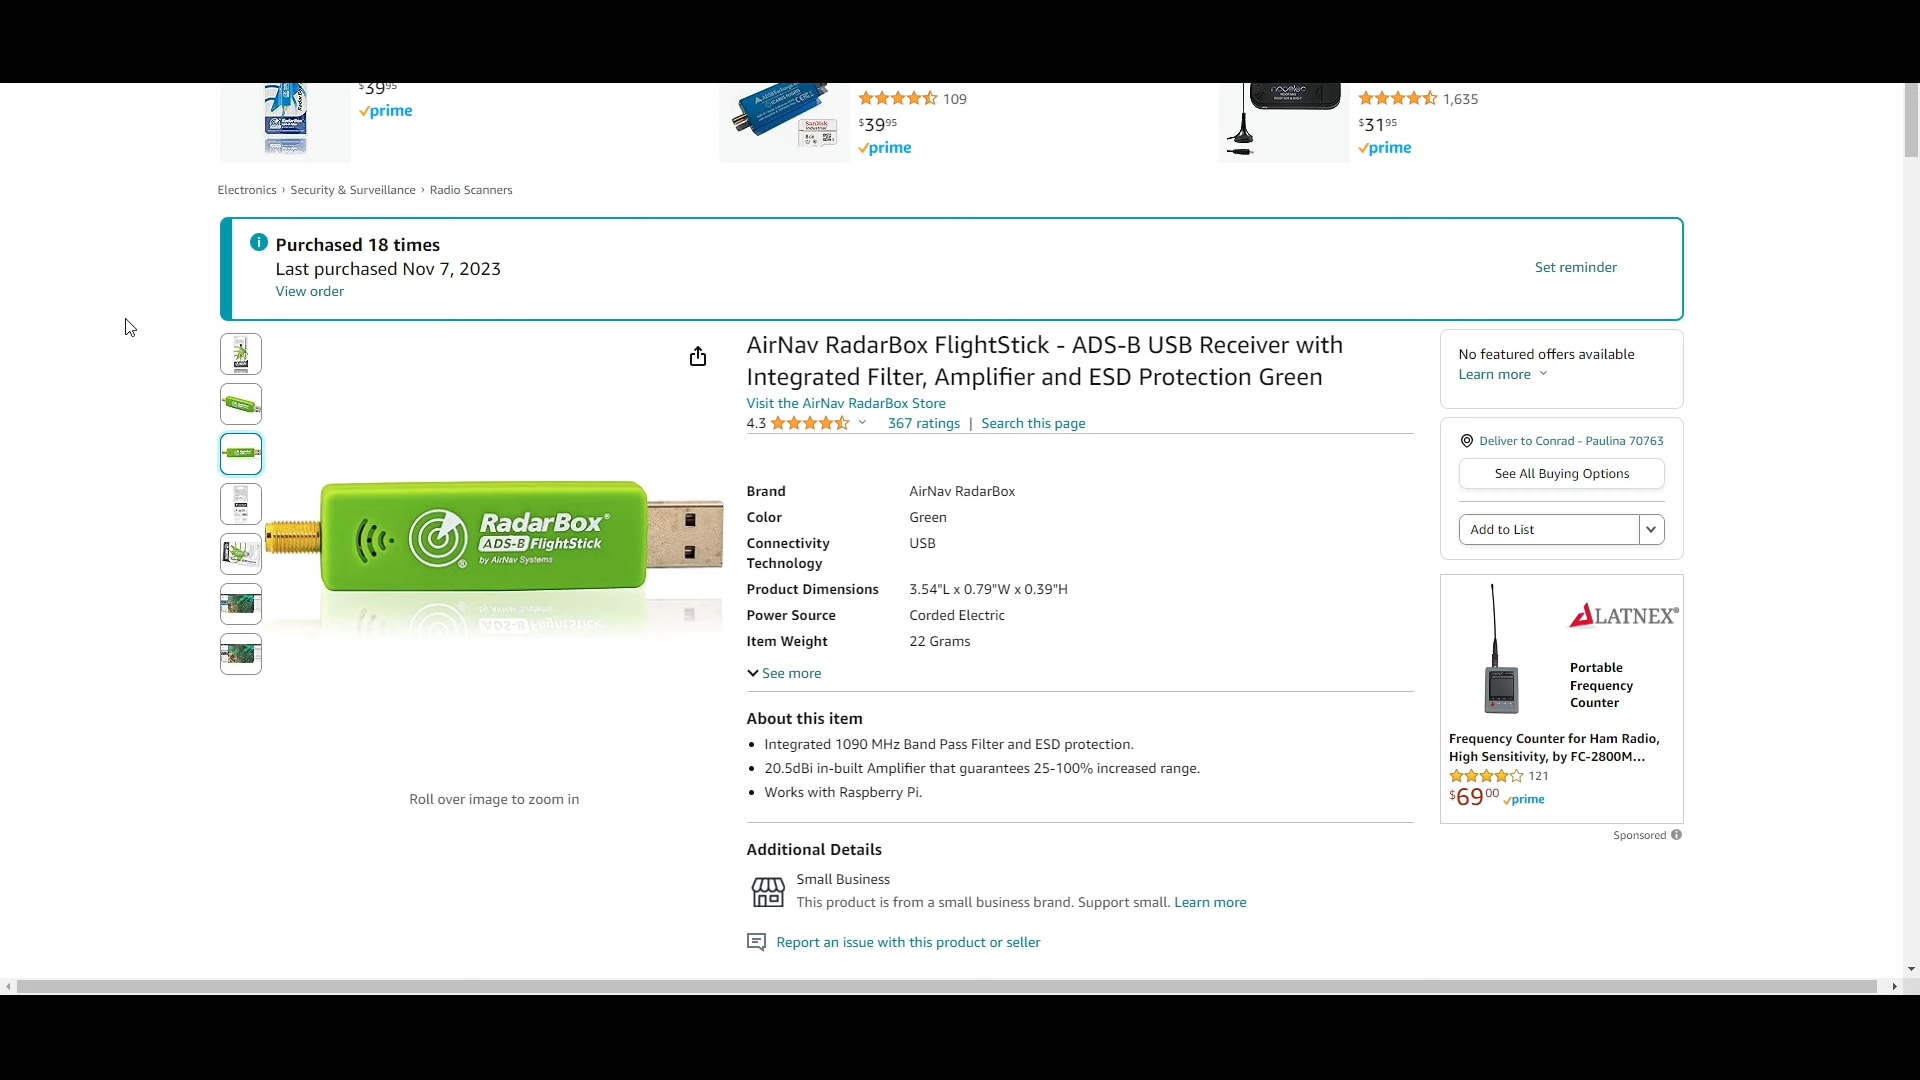 $3995
prime
109
$3995
prime
1,635
$3195
prime
Electronics › Security & Surveillance › Radio Scanners
Purchased 18 times
Last purchased Nov 7, 2023
View order
Set reminder
AirNav RadarBox FlightStick - ADS-B USB Receiver with
Integrated Filter, Amplifier and ESD Protection Green
Visit the AirNav RadarBox Store
4.3 367 ratings | Search this page
RadarBox®
ADS-B FlightStick
by AirNav Systems
Roll over image to zoom in
Brand AirNav RadarBox
Color Green
Connectivity USB
Technology
Product Dimensions 3.54"L x 0.79"W x 0.39"H
Power Source Corded Electric
Item Weight 22 Grams
See more
About this item
• Integrated 1090 MHz Band Pass Filter and ESD protection.
• 20.5dBi in-built Amplifier that guarantees 25-100% increased range.
• Works with Raspberry Pi.
Additional Details
Small Business
This product is from a small business brand. Support small. Learn more
Report an issue with this product or seller
No featured offers available
Learn more
Deliver to Conrad - Paulina 70763
See All Buying Options
Add to List
LATNEX®
Portable
Frequency
Counter
Frequency Counter for Ham Radio,
High Sensitivity, by FC-2800M...
121
$6900 prime
Sponsored